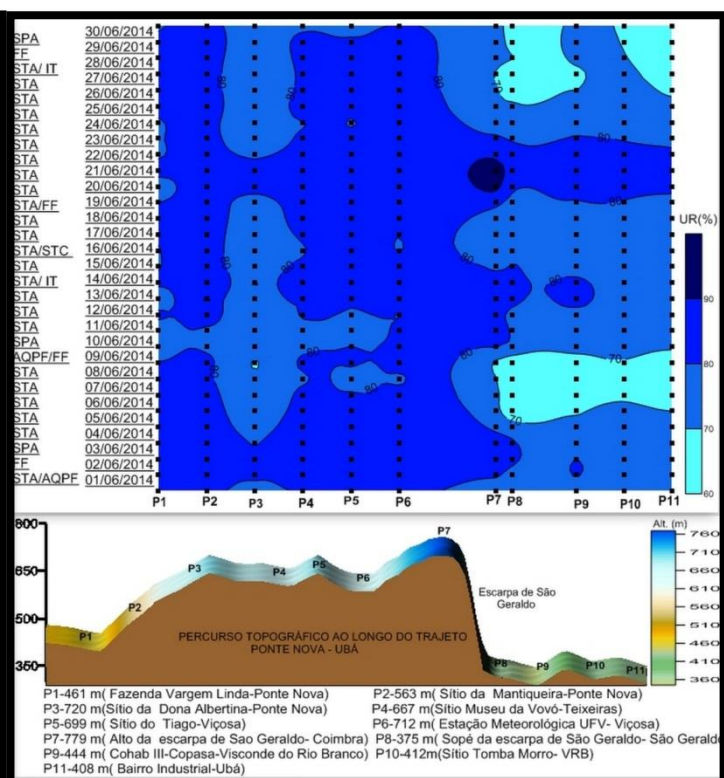 SPA 30/06/2014
FF 29/06/2014
STA/ IT 28/06/2014
STA 27/06/2014
STA 26/06/2014
STA 25/06/2014
STA 24/06/2014
STA 23/06/2014
STA 22/06/2014
STA 21/06/2014
STA 20/06/2014
STA/FF 19/06/2014
STA 18/06/2014
STA 17/06/2014
STA/STC 16/06/2014
STA 15/06/2014
STA/ IT 14/06/2014
STA 13/06/2014
STA 12/06/2014
STA 11/06/2014
SPA 10/06/2014
AQPF/FF 09/06/2014
STA 08/06/2014
STA 07/06/2014
STA 06/06/2014
STA 05/06/2014
STA 04/06/2014
SPA 03/06/2014
FF 02/06/2014
STA/AQPF 01/06/2014
80 80 80 70
80
80
80 80 80
80 80
80 80 80 70
80 80
70
UR(%)
90
80
70
60
P1 P2 P3 P4 P5 P6 P7 P8 P9 P10 P11
800
650
500
350
P1 P2 P3 P4 P5 P6 P7 P8 P9 P10 P11
Escarpa de São
Geraldo
PERCURSO TOPOGRÁFICO AO LONGO DO TRAJETO
PONTE NOVA - UBÁ
Alt. (m)
760
710
660
610
560
510
460
410
360
P1-461 m( Fazenda Vargem Linda-Ponte Nova) P2-563 m( Sítio da Mantiqueira-Ponte Nova)
P3-720 m(Sítio da Dona Albertina-Ponte Nova) P4-667 m(Sítio Museu da Vovó-Teixeiras)
P5-699 m( Sítio do Tiago-Viçosa) P6-712 m( Estação Meteorológica UFV- Viçosa)
P7-779 m( Alto da escarpa de Sao Geraldo- Coimbra) P8-375 m( Sopé da escarpa de São Geraldo- São Gerald
P9-444 m( Cohab III-Copasa-Visconde do Rio Branco) P10-412m(Sítio Tomba Morro- VRB)
P11-408 m( Bairro Industrial-Ubá)